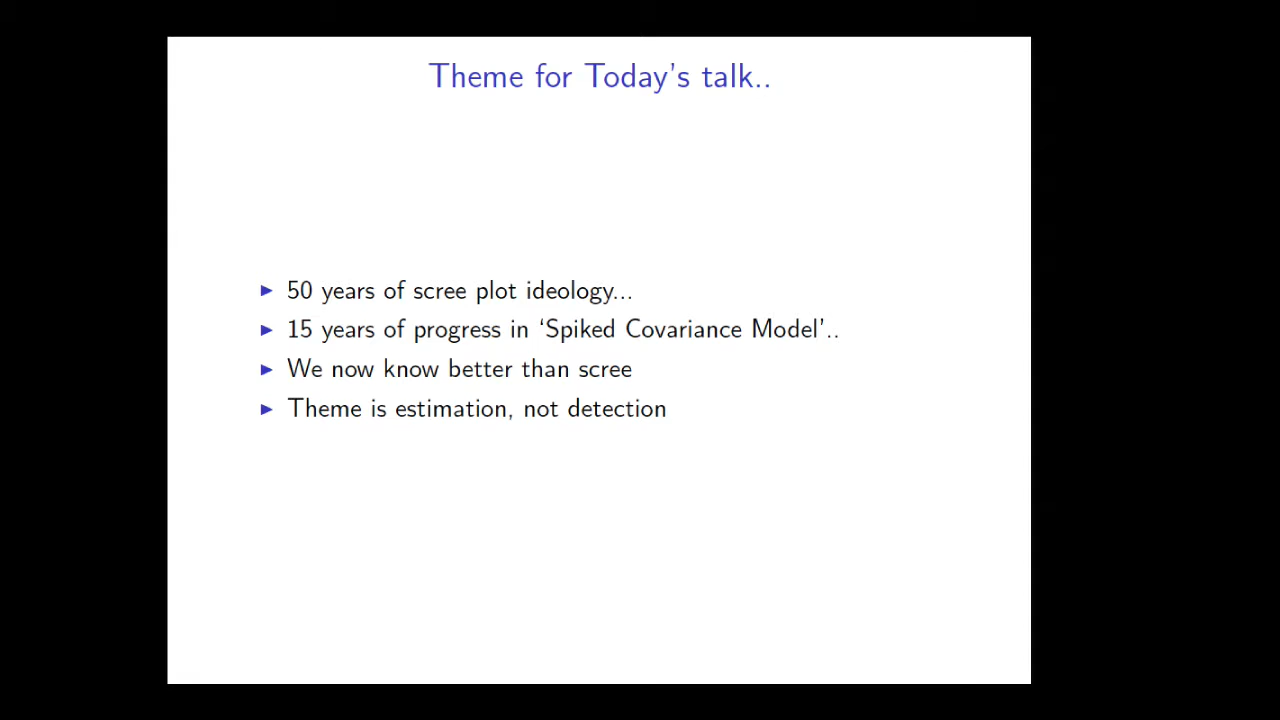 Theme for Today's talk..
▶ 50 years of scree plot ideology...
▶ 15 years of progress in ‘Spiked Covariance Model’..
▶ We now know better than scree
▶ Theme is estimation, not detection